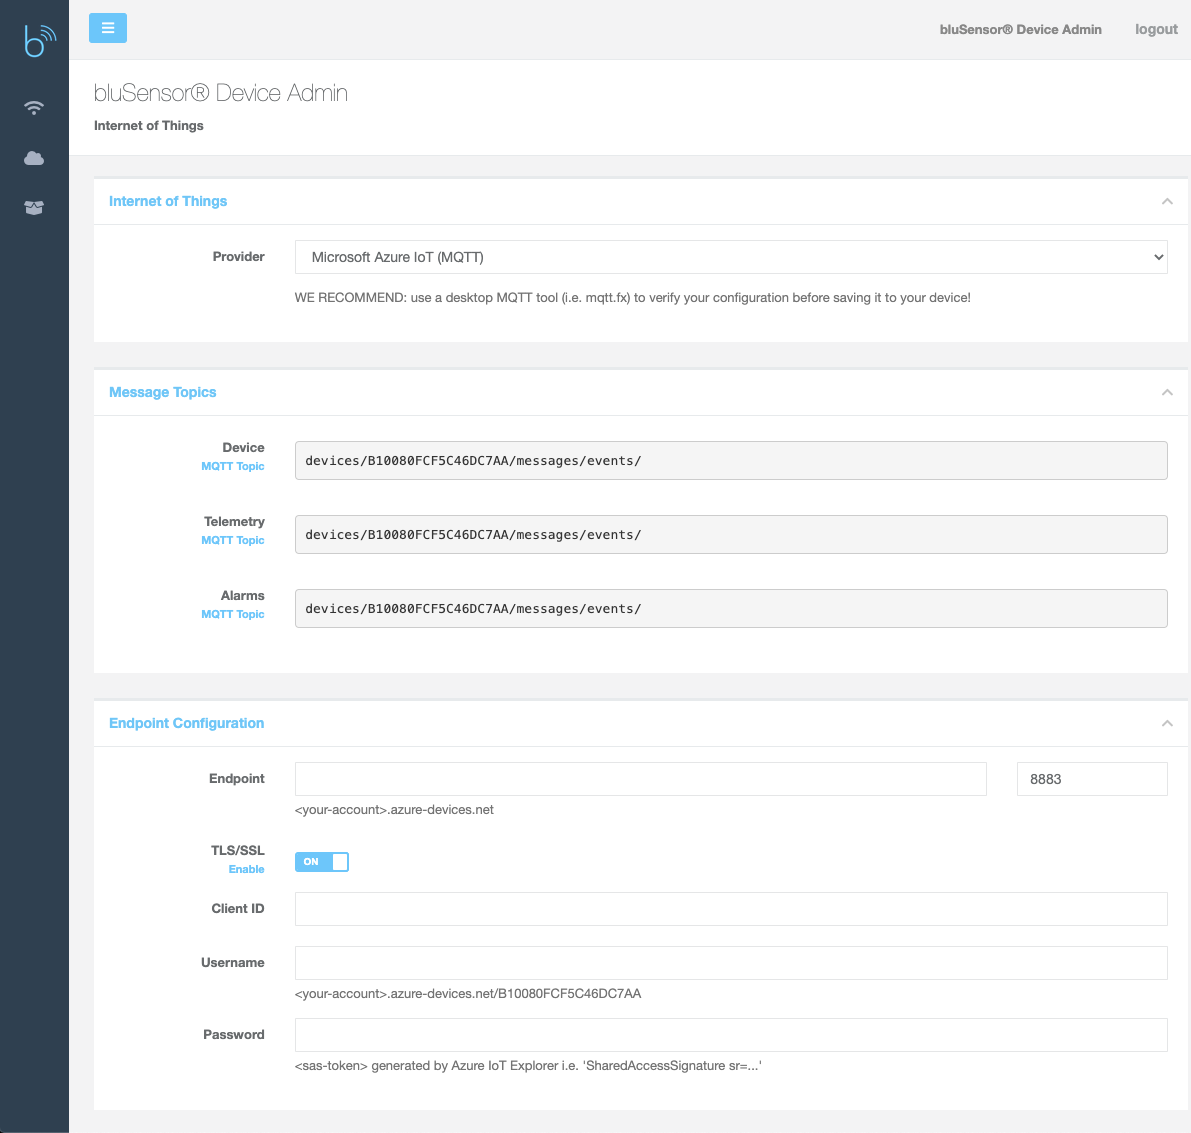 b
bluSensor® Device Admin
logout
bluSensor® Device Admin
Internet of Things
Internet of Things
Provider
Microsoft Azure IoT (MQTT)
WE RECOMMEND: use a desktop MQTT tool (i.e. mqtt.fx) to verify your configuration before saving it to your device!
Message Topics
Device
MQTT Topic
devices/B10080FCF5C46DC7AA/messages/events/
Telemetry
MQTT Topic
devices/B10080FCF5C46DC7AA/messages/events/
Alarms
MQTT Topic
devices/B10080FCF5C46DC7AA/messages/events/
Endpoint Configuration
Endpoint
8883
<your-account>.azure-devices.net
TLS/SSL
Enable
ON
Client ID
Username
<your-account>.azure-devices.net/B10080FCF5C46DC7AA
Password
<sas-token> generated by Azure IoT Explorer i.e. 'SharedAccessSignature sr=...'